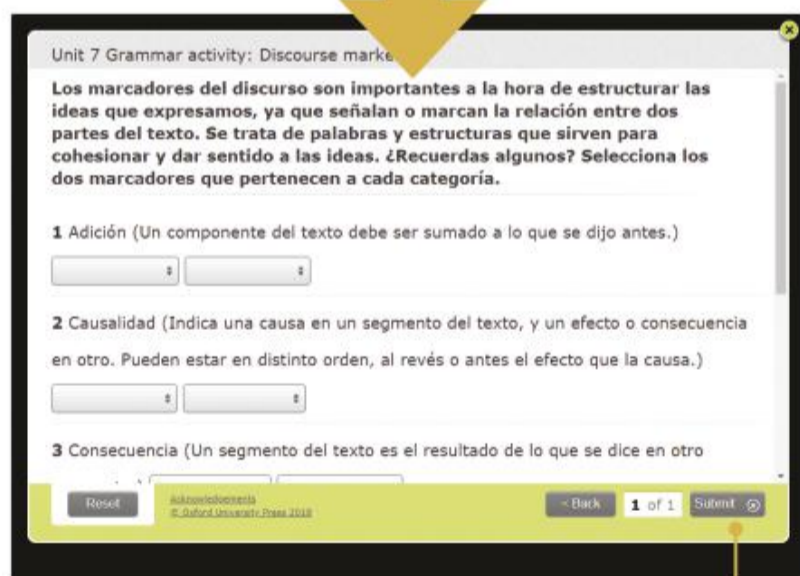 Unit 7 Grammar activity: Discourse marke
Los marcadores del discurso son importantes a la hora de estructurar las
ideas que expresamos, ya que señalan o marcan la relación entre dos
partes del texto. Se trata de palabras y estructuras que sirven para
cohesionar y dar sentido a las ideas. ¿Recuerdas algunos? Selecciona los
dos marcadores que pertenecen a cada categoría.
1 Adición (Un componente del texto debe ser sumado a lo que se dijo antes.)
2 Causalidad (Indica una causa en un segmento del texto, y un efecto o consecuencia
en otro. Pueden estar en distinto orden, al revés o antes el efecto que la causa.)
3 Consecuencia (Un segmento del texto es el resultado de lo que se dice en otro
Reset
Acknowledgements
© Oxford University Press 2018
< Back 1 of 1 Submit